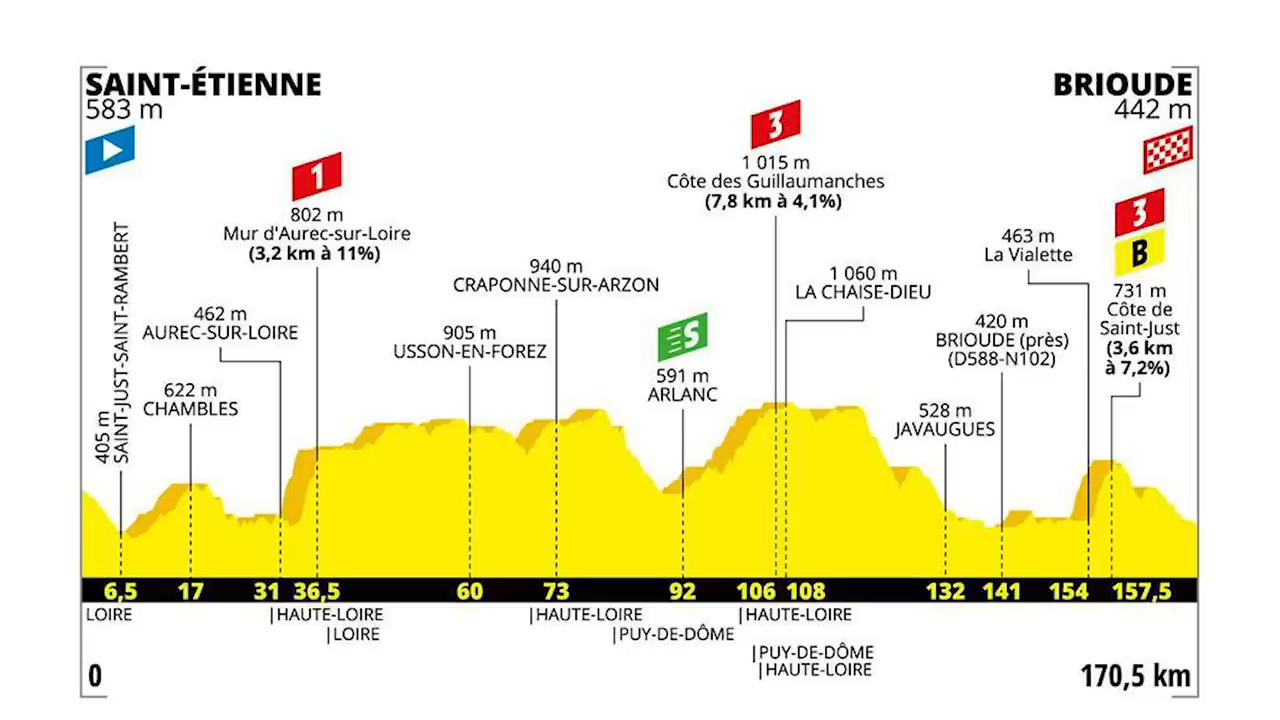 SAINT-ÉTIENNE
583 m
BRIOUDE
442 m
1
802 m
Mur d'Aurec-sur-Loire
(3,2 km à 11%)
3
1 015 m
Côte des Guillaumanches
(7,8 km à 4,1%)
3
B
731 m
Côte de
Saint-Just
(3,6 km
à 7,2%)
405 m
SAINT-JUST-SAINT-RAMBERT
622 m
CHAMBLES
462 m
AUREC-SUR-LOIRE
905 m
USSON-EN-FOREZ
940 m
CRAPONNE-SUR-ARZON
S
591 m
ARLANC
1 060 m
LA CHAISE-DIEU
528 m
JAVAUGUES
420 m
BRIOUDE (près)
(D588-N102)
463 m
La Vialette
6,5 17 31 36,5 60 73 92 106 108 132 141 154 157,5
LOIRE |HAUTE-LOIRE |HAUTE-LOIRE |HAUTE-LOIRE
|LOIRE |PUY-DE-DÔME
|PUY-DE-DÔME
|HAUTE-LOIRE
0 170,5 km